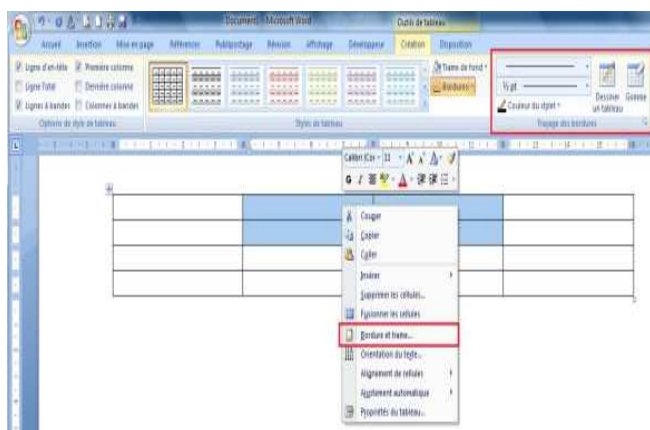 Document1 - Microsoft Word
Outils de tableau
Accueil Insertion Mise en page Références Publipostage Révision Affichage Développeur Création Disposition
Ligne d'en-tête Première colonne
Ligne Total Dernière colonne
Lignes à bandes Colonnes à bandes
Options de style de tableau
Styles de tableau
Trame de fond
Bordures
½ pt
Couleur du stylet
Dessiner un tableau
Gomme
Traçage des bordures
Calibri (Cor 11
G I
Couper
Copier
Coller
Insérer
Supprimer les cellules...
Fusionner les cellules
Bordure et trame...
Orientation du texte...
Alignement de cellules
Ajustement automatique
Propriétés du tableau...